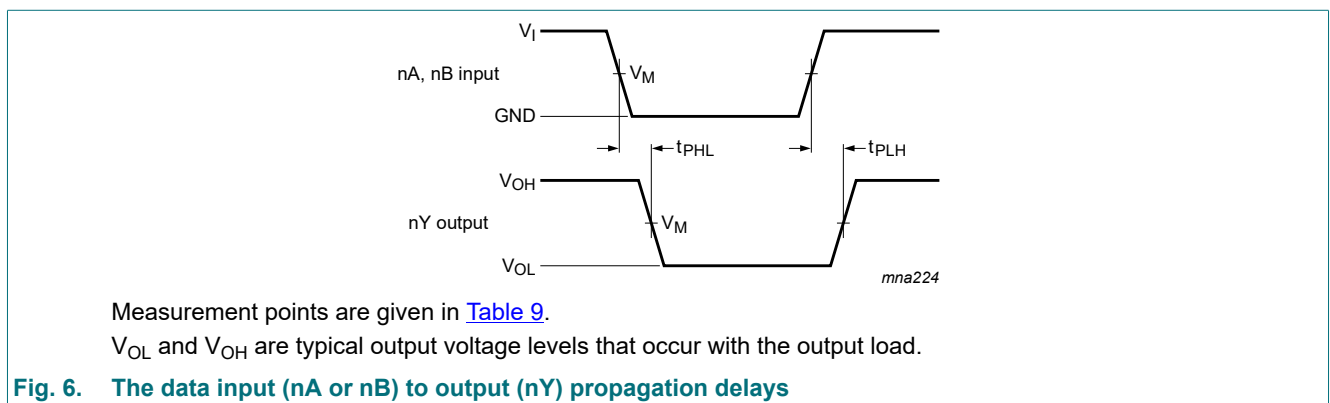 VI
nA, nB input
VM
GND
tPHL
tPLH
VOH
nY output
VM
VOL
mna224
Measurement points are given in Table 9.
VOL and VOH are typical output voltage levels that occur with the output load.
Fig. 6. The data input (nA or nB) to output (nY) propagation delays